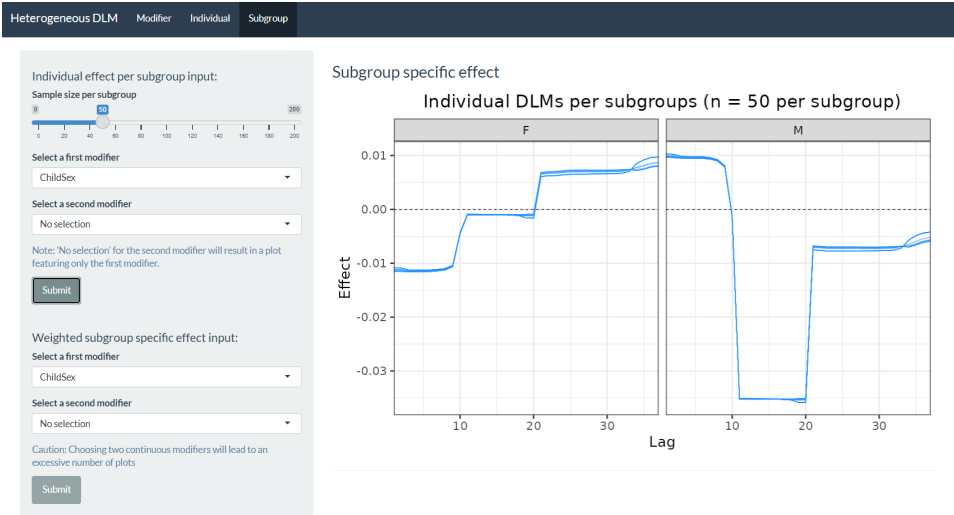 Heterogeneous DLM Modifier Individual Subgroup
Individual effect per subgroup input:
Sample size per subgroup
0 50 200
0 20 40 60 80 100 120 140 160 180 200
Select a first modifier
ChildSex
Select a second modifier
No selection
Note: 'No selection' for the second modifier will result in a plot
featuring only the first modifier.
Submit
Weighted subgroup specific effect input:
Select a first modifier
ChildSex
Select a second modifier
No selection
Caution: Choosing two continuous modifiers will lead to an
excessive number of plots
Submit
Subgroup specific effect
Individual DLMs per subgroups (n = 50 per subgroup)
F M
0.01
0.00
-0.01
-0.02
-0.03
Effect
10 20 30 10 20 30
Lag